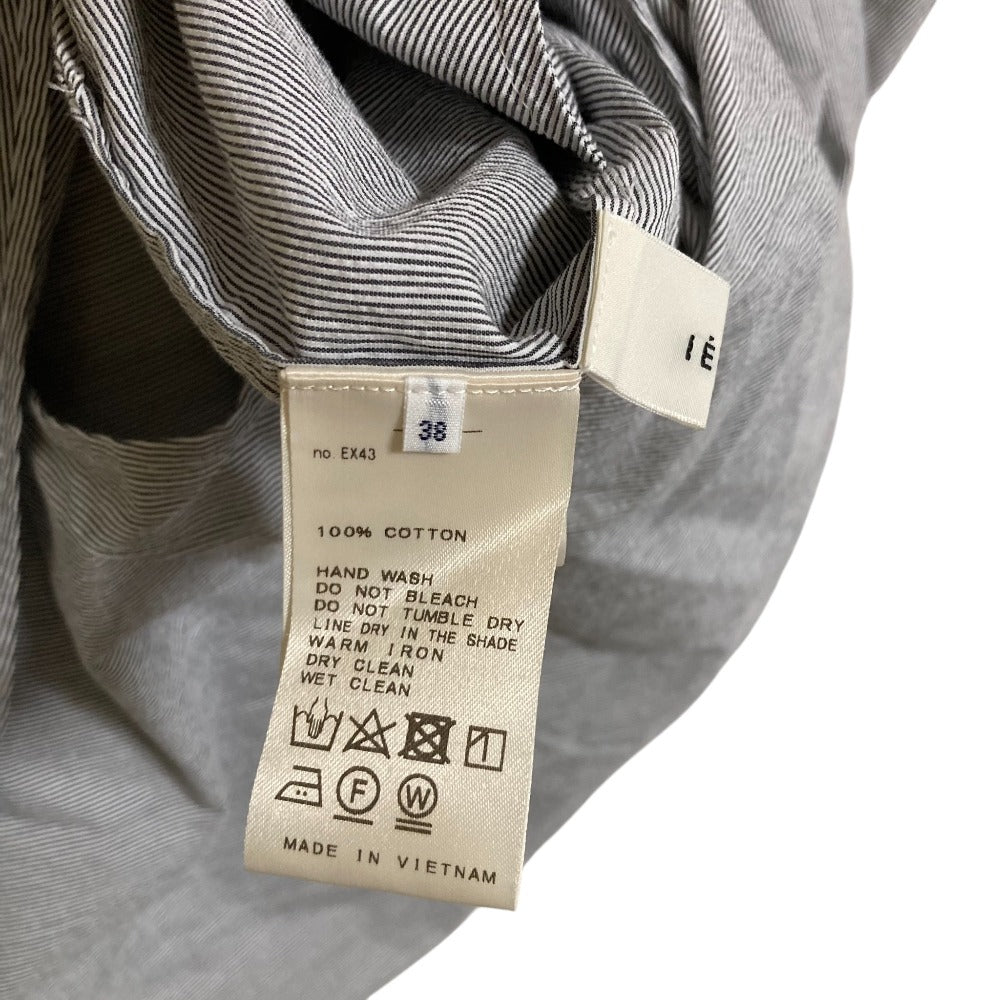 IÈ
38
no. EX43
100% COTTON
HAND WASH
DO NOT BLEACH
DO NOT TUMBLE DRY
LINE DRY IN THE SHADE
WARM IRON
DRY CLEAN
WET CLEAN
F W
MADE IN VIETNAM